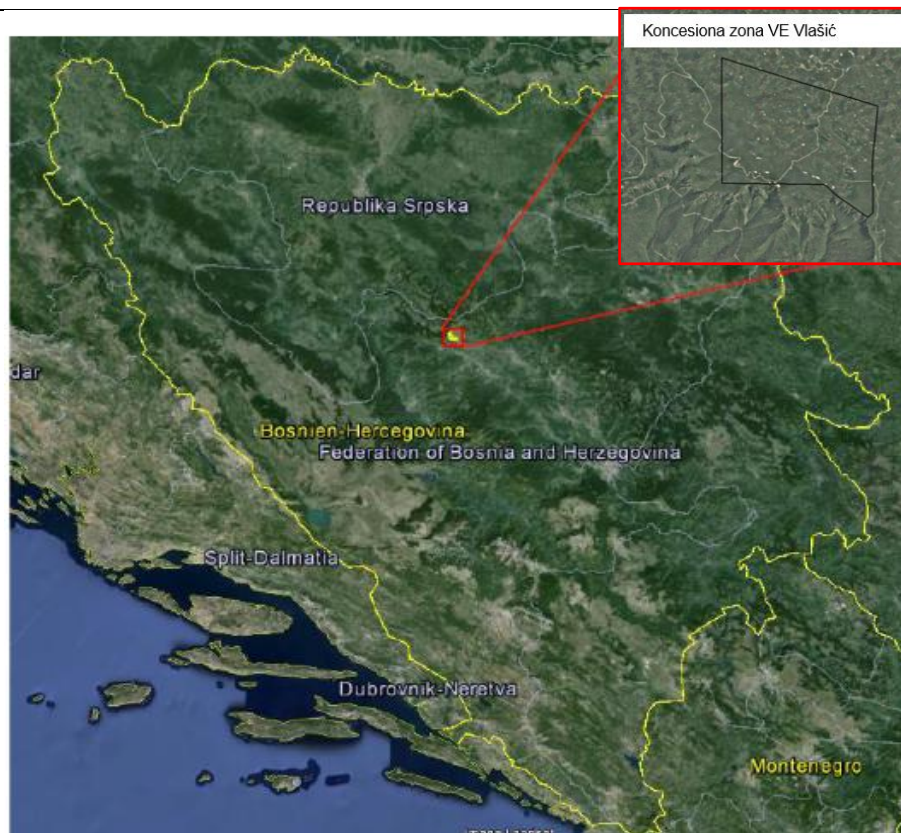 Koncesiona zona VE Vlašić
Republika Srpska
dar
Bosnien-Hercegovina
Federation of Bosnia and Herzegovina
Split-Dalmatia
Dubrovnik-Neretva
Montenegro